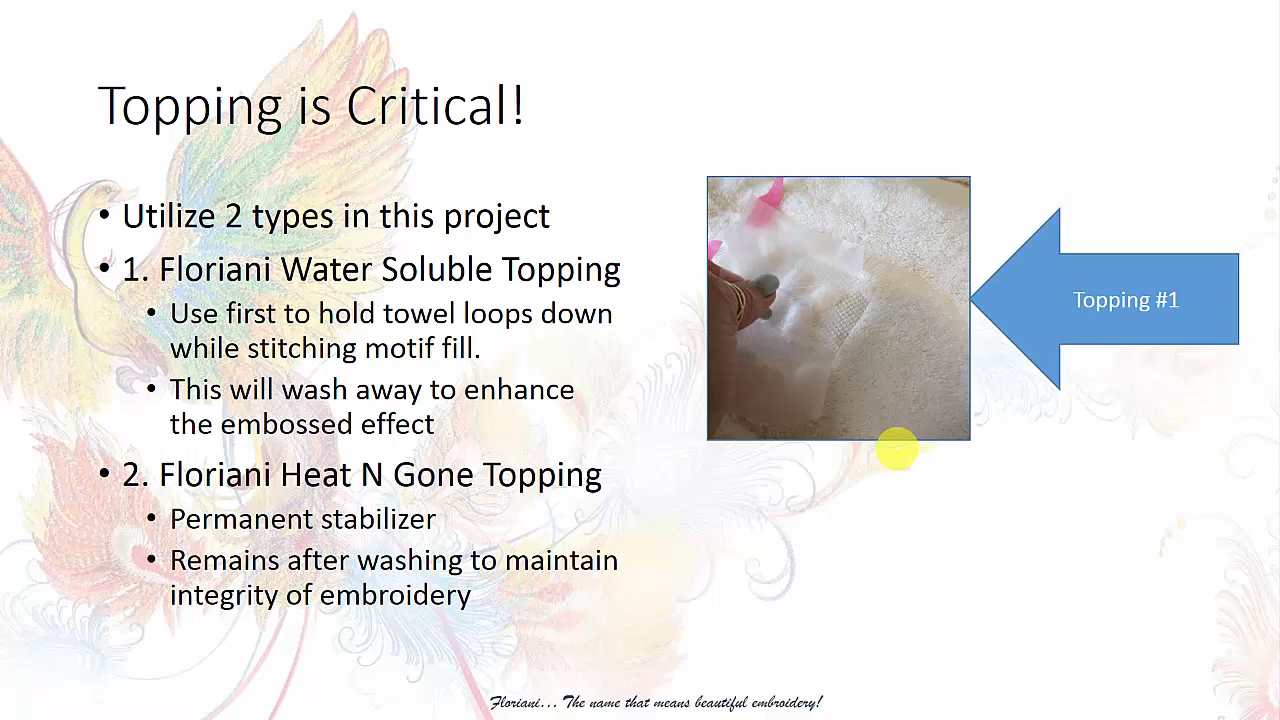 Topping is Critical!
• Utilize 2 types in this project
• 1. Floriani Water Soluble Topping
• Use first to hold towel loops down
while stitching motif fill.
• This will wash away to enhance
the embossed effect
• 2. Floriani Heat N Gone Topping
• Permanent stabilizer
• Remains after washing to maintain
integrity of embroidery
Topping #1
Floriani... The name that means beautiful embroidery!